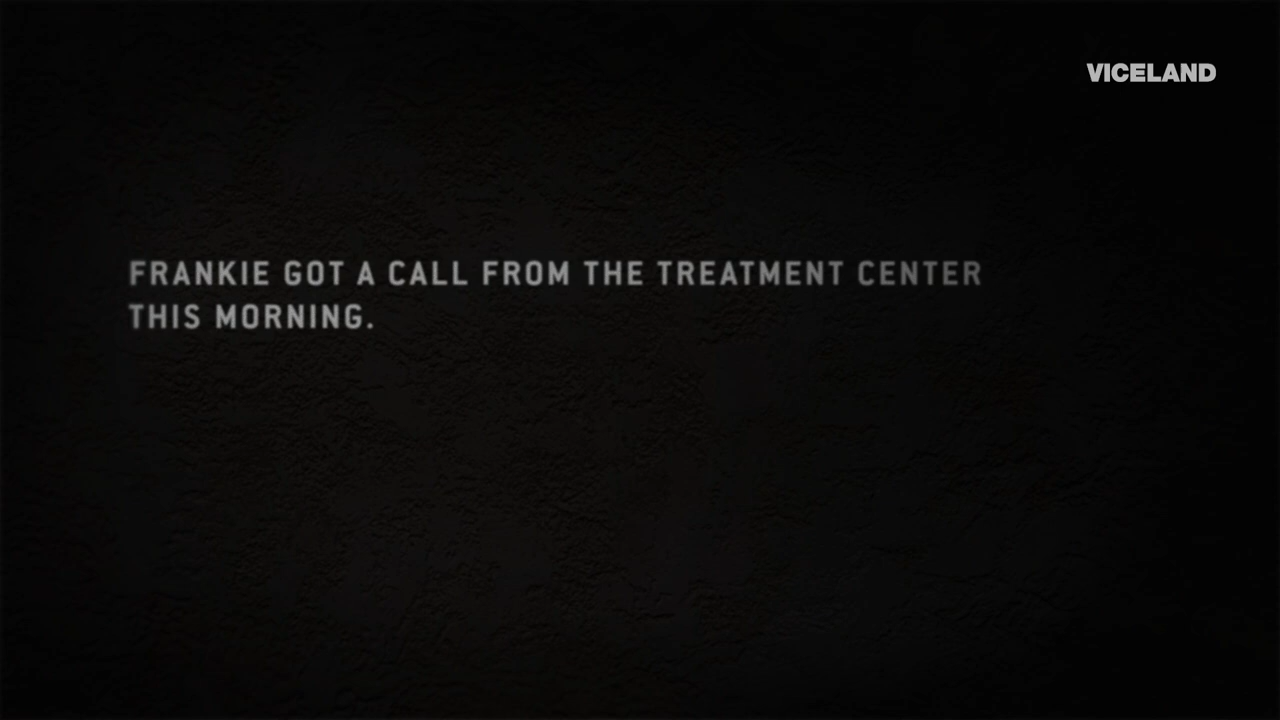 VICELAND
FRANKIE GOT A CALL FROM THE TREATMENT CENTER
THIS MORNING.